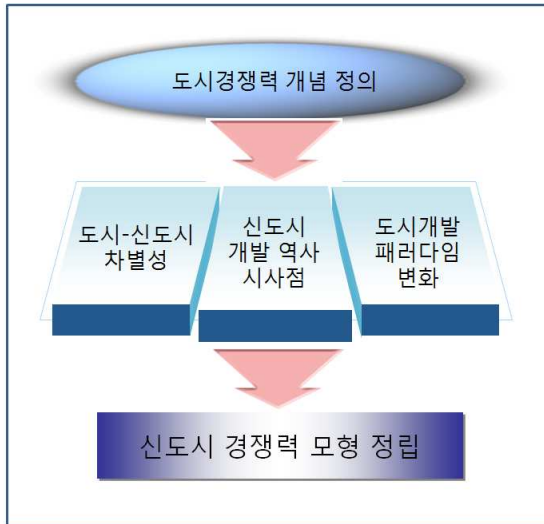 도시경쟁력 개념 정의
도시-신도시
차별성
신도시
개발 역사
시사점
도시개발
패러다임
변화
신도시 경쟁력 모형 정립